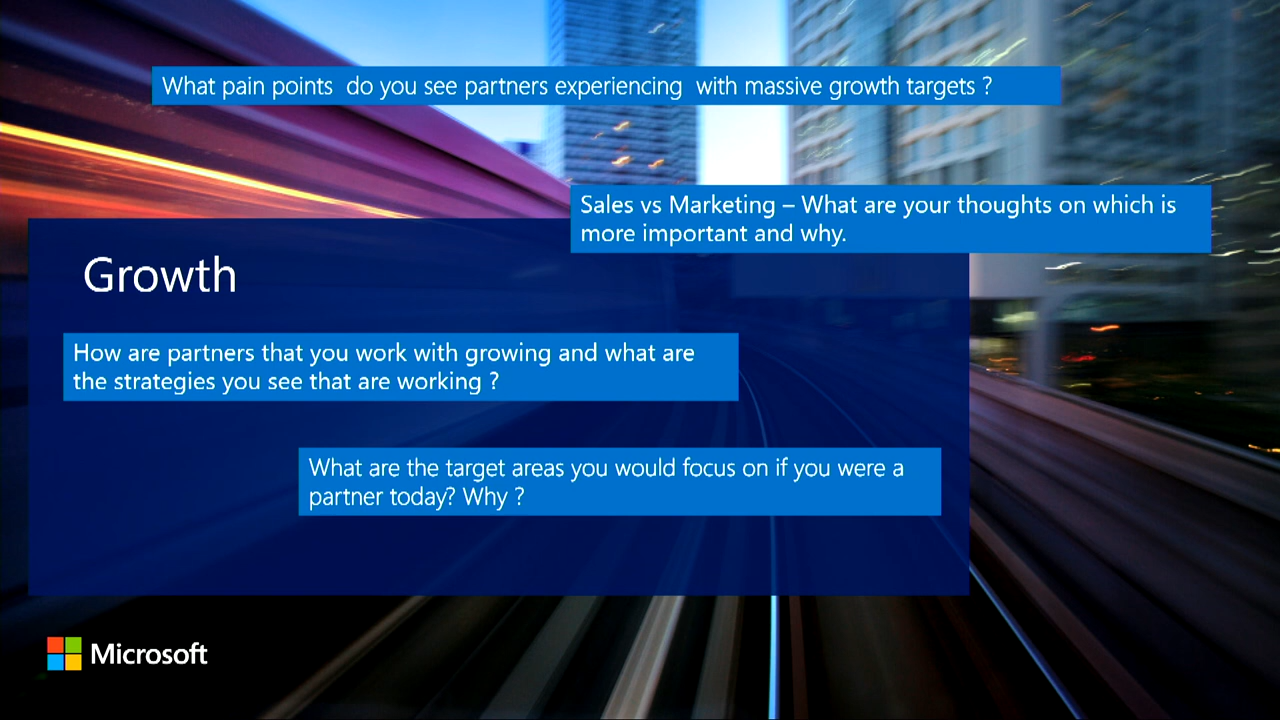 What pain points  do you see partners experiencing  with massive growth targets ?
Sales vs Marketing – What are your thoughts on which is
more important and why.
Growth
How are partners that you work with growing and what are
the strategies you see that are working ?
What are the target areas you would focus on if you were a
partner today? Why ?
Microsoft